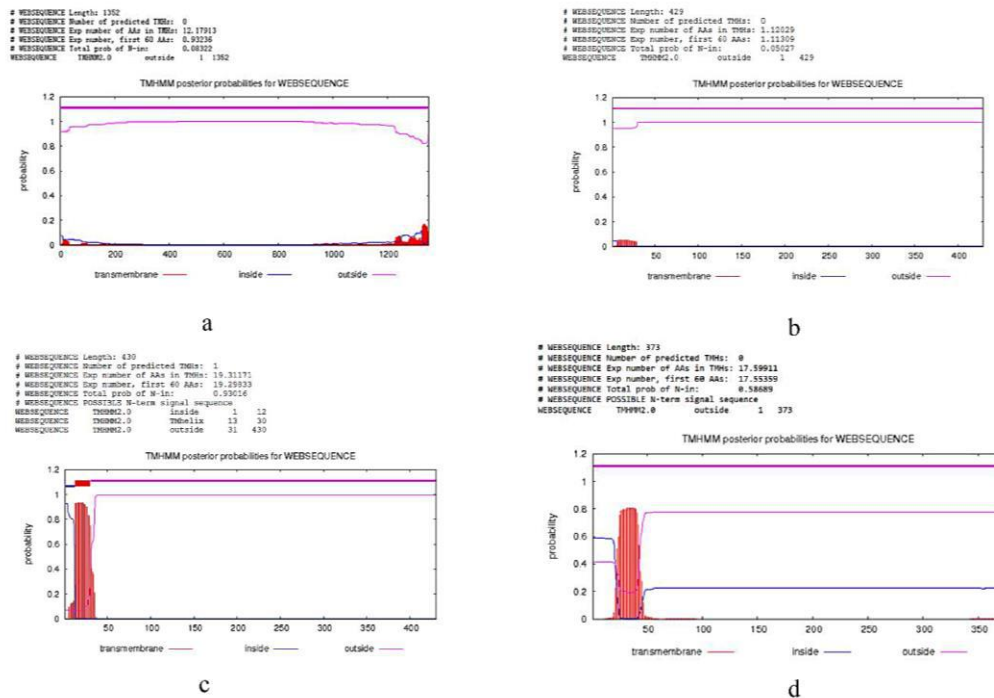 # WEBSEQUENCE Length: 1352
# WEBSEQUENCE Number of predicted TMHs: 0
# WEBSEQUENCE Exp number of AAs in TMHs: 12.17913
# WEBSEQUENCE Exp number, first 60 AAs: 0.93236
# WEBSEQUENCE Total prob of N-in: 0.08322
WEBSEQUENCE TMHMM2.0 outside 1 1352
TMHMM posterior probabilities for WEBSEQUENCE
1.2
1
0.8
0.6
0.4
0.2
0
probability
0 200 400 600 800 1000 1200
transmembrane inside outside
a
# WEBSEQUENCE Length: 429
# WEBSEQUENCE Number of predicted TMHs: 0
# WEBSEQUENCE Exp number of AAs in TMHs: 1.12029
# WEBSEQUENCE Exp number, first 60 AAs: 1.11309
# WEBSEQUENCE Total prob of N-in: 0.05027
WEBSEQUENCE TMHMM2.0 outside 1 429
TMHMM posterior probabilities for WEBSEQUENCE
1.2
1
0.8
0.6
0.4
0.2
0
probability
50 100 150 200 250 300 350 400
transmembrane inside outside
b
# WEBSEQUENCE Length: 430
# WEBSEQUENCE Number of predicted TMHs: 1
# WEBSEQUENCE Exp number of AAs in TMHs: 19.31171
# WEBSEQUENCE Exp number, first 60 AAs: 19.29833
# WEBSEQUENCE Total prob of N-in: 0.93016
# WEBSEQUENCE POSSIBLE N-term signal sequence
WEBSEQUENCE TMHMM2.0 inside 1 12
WEBSEQUENCE TMHMM2.0 TMhelix 13 30
WEBSEQUENCE TMHMM2.0 outside 31 430
TMHMM posterior probabilities for WEBSEQUENCE
1.2
1
0.8
0.6
0.4
0.2
0
probability
50 100 150 200 250 300 350 400
transmembrane inside outside
c
# WEBSEQUENCE Length: 373
# WEBSEQUENCE Number of predicted TMHs: 0
# WEBSEQUENCE Exp number of AAs in TMHs: 17.59911
# WEBSEQUENCE Exp number, first 60 AAs: 17.55359
# WEBSEQUENCE Total prob of N-in: 0.58689
# WEBSEQUENCE POSSIBLE N-term signal sequence
WEBSEQUENCE TMHMM2.0 outside 1 373
TMHMM posterior probabilities for WEBSEQUENCE
1.2
1
0.8
0.6
0.4
0.2
0
probability
50 100 150 200 250 300 350
transmembrane inside outside
d